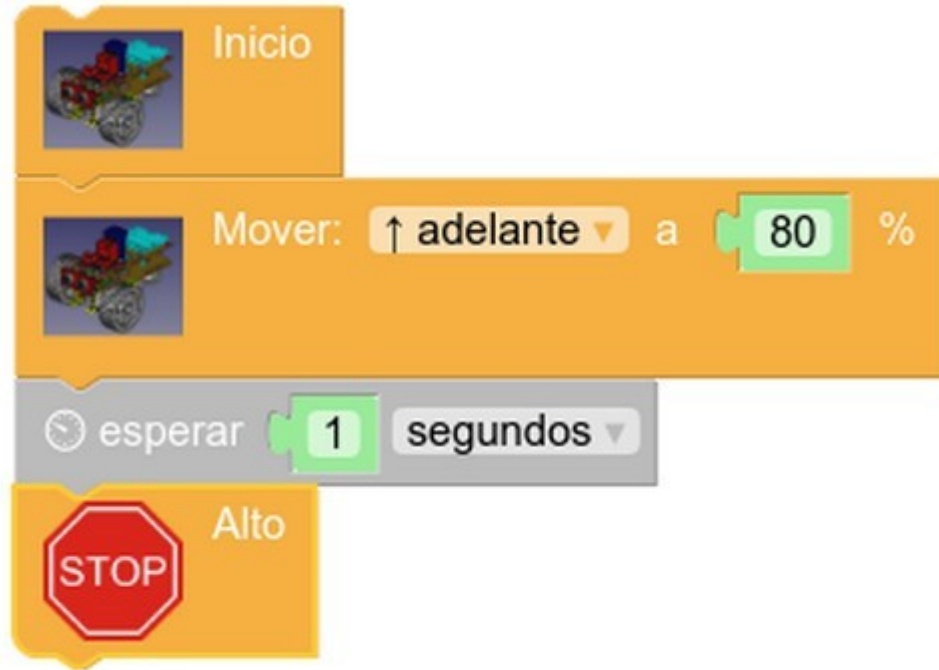 Inicio
Mover: ↑ adelante ▾ a 80 %
esperar 1 segundos ▾
Alto
STOP